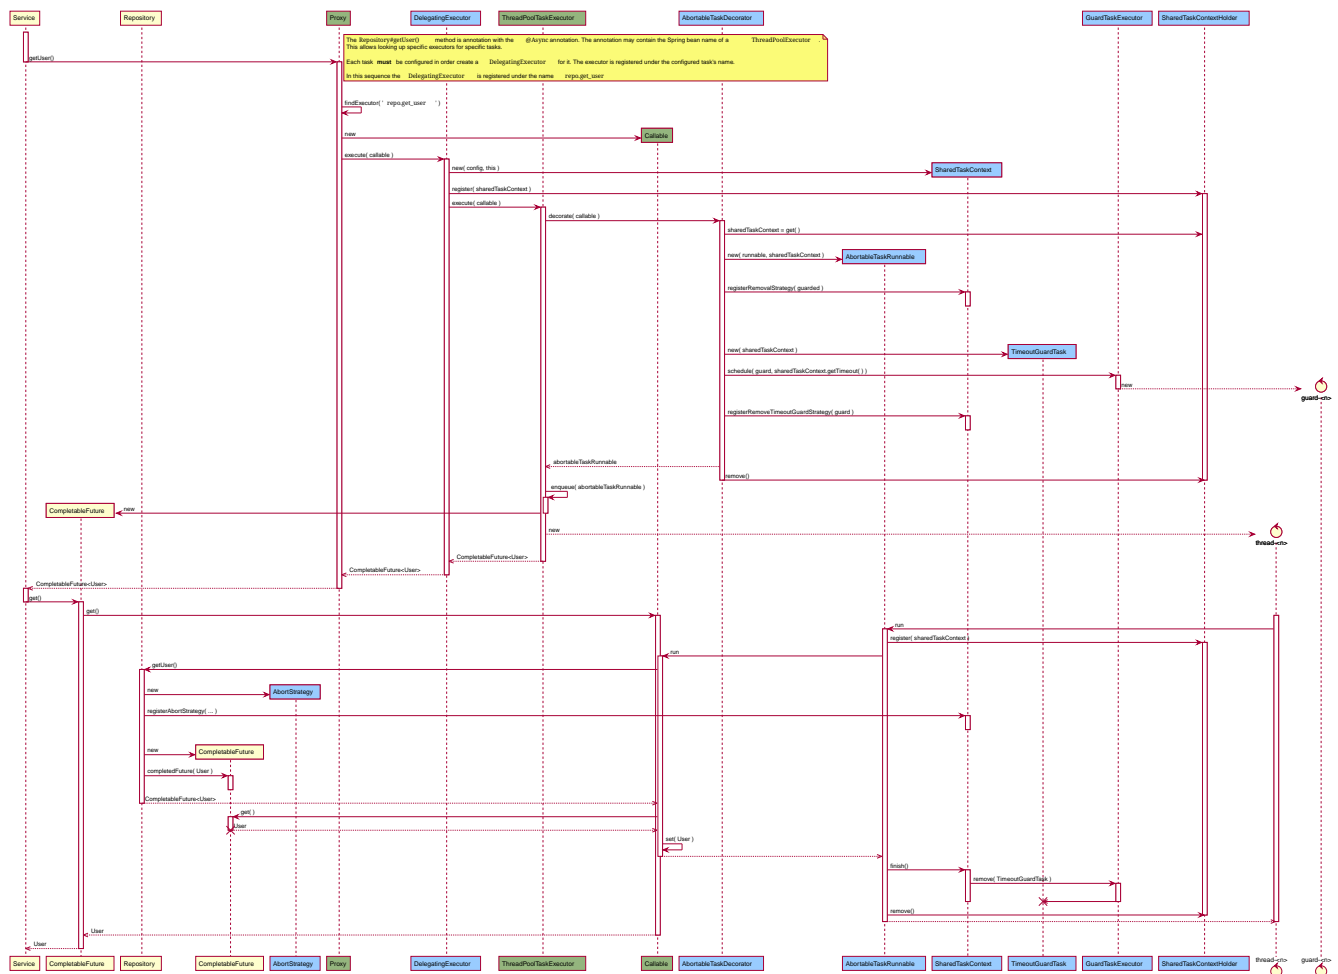 Service
Repository
Proxy
DelegatingExecutor
ThreadPoolTaskExecutor
AbortableTaskDecorator
GuardTaskExecutor
SharedTaskContextHolder
The Repository#getUser() method is annotation with the @Async annotation. The annotation may contain the Spring bean name of a ThreadPoolExecutor .
This allows looking up specific executors for specific tasks.
Each task must be configured in order create a DelegatingExecutor for it. The executor is registered under the configured task's name.
In this sequence the DelegatingExecutor is registered under the name repo.get_user
getUser()
findExecutor( ' repo.get_user ' )
new
Callable
execute( callable )
new( config, this )
SharedTaskContext
register( sharedTaskContext )
execute( callable )
decorate( callable )
sharedTaskContext = get( )
new( runnable, sharedTaskContext )
AbortableTaskRunnable
registerRemovalStrategy( guarded )
new( sharedTaskContext )
TimeoutGuardTask
schedule( guard, sharedTaskContext.getTimeout( ) )
new
guard-<n>
registerRemoveTimeoutGuardStrategy( guard )
abortableTaskRunnable
remove()
enqueue( abortableTaskRunnable )
CompletableFuture
new
new
thread-<n>
CompletableFuture<User>
CompletableFuture<User>
CompletableFuture<User>
get()
get()
run
register( sharedTaskContext )
run
getUser()
new
AbortStrategy
registerAbortStrategy( ... )
new
CompletableFuture
completedFuture( User )
CompletableFuture<User>
get( )
User
set( User )
finish()
remove( TimeoutGuardTask )
remove()
User
User
Service
CompletableFuture
Repository
CompletableFuture
AbortStrategy
Proxy
DelegatingExecutor
ThreadPoolTaskExecutor
Callable
AbortableTaskDecorator
AbortableTaskRunnable
SharedTaskContext
TimeoutGuardTask
GuardTaskExecutor
SharedTaskContextHolder
thread-<n>
guard-<n>